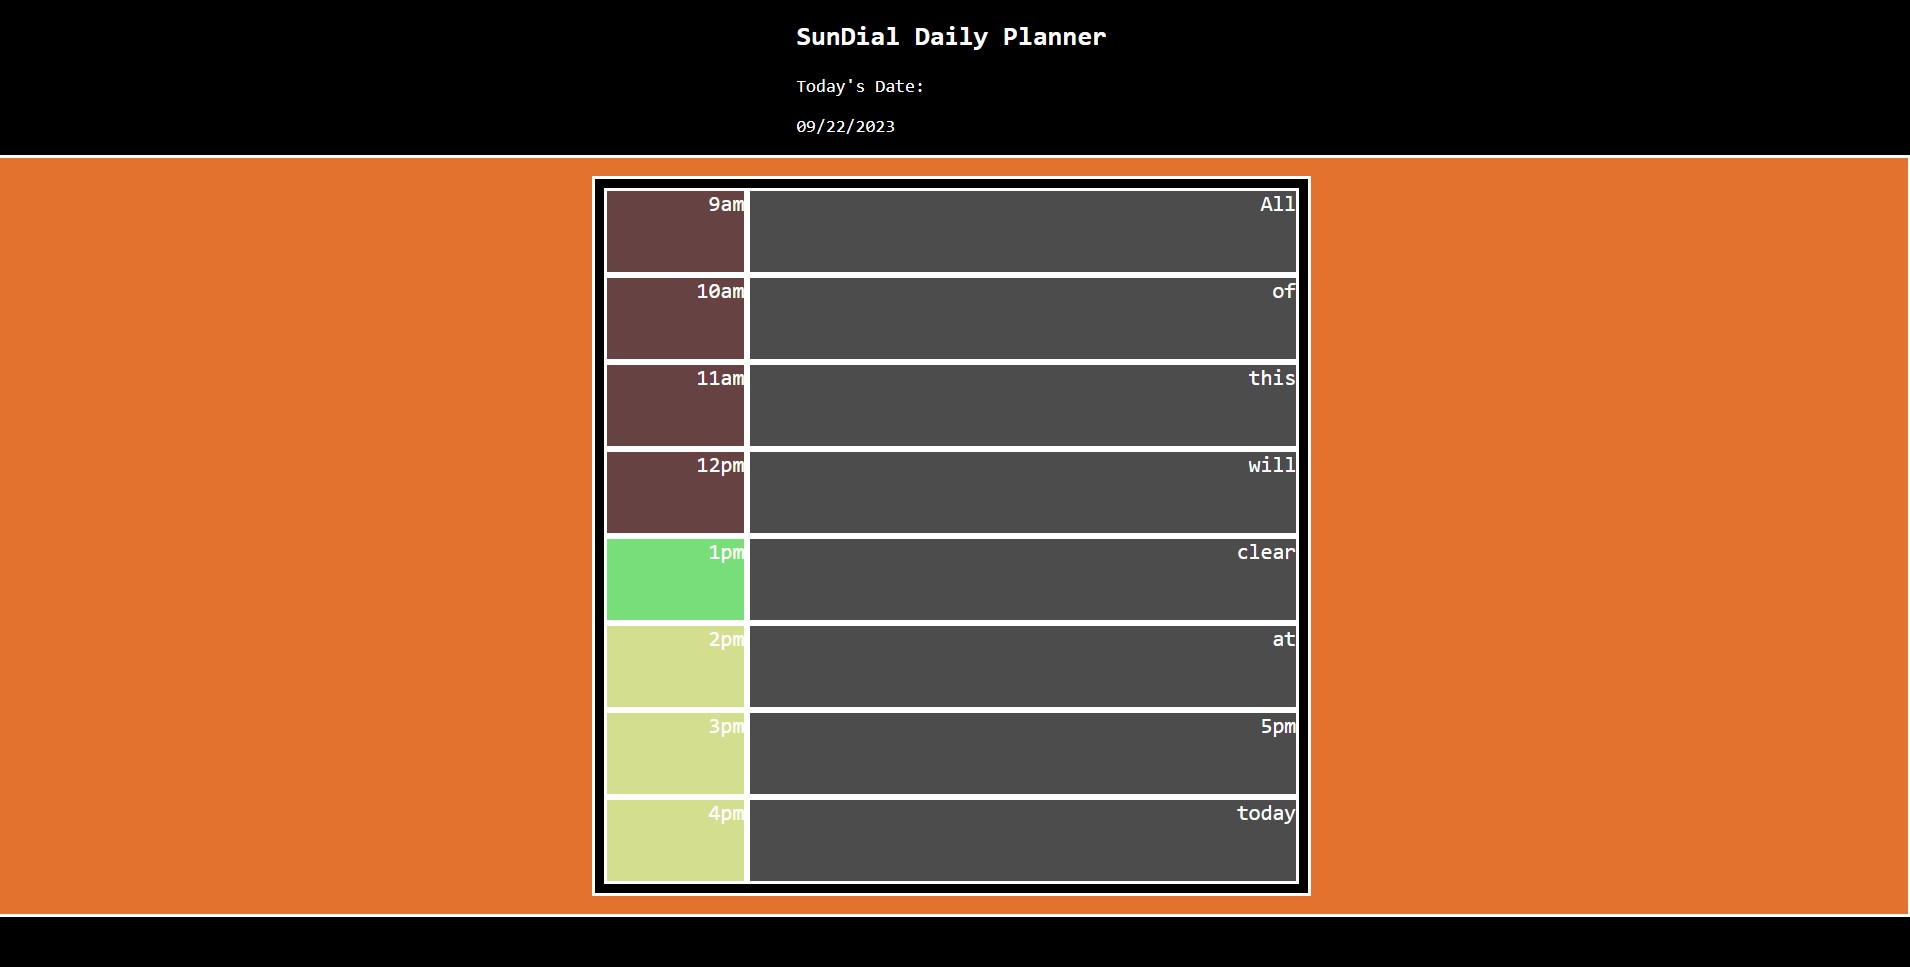 SunDial Daily Planner
Today's Date:
09/22/2023
9am All
10am of
11am this
12pm will
1pm clear
2pm at
3pm 5pm
4pm today